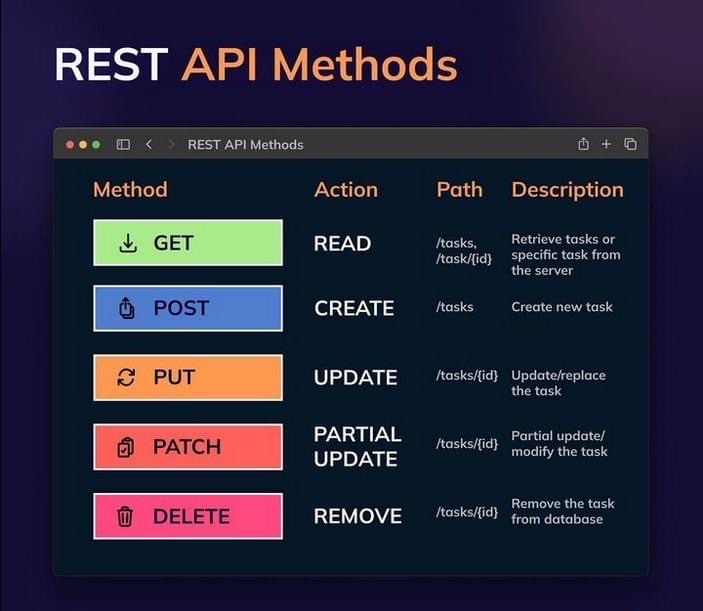 REST API Methods
REST API Methods
Method Action Path Description
GET READ /tasks, /task/{id} Retrieve tasks or specific task from the server
POST CREATE /tasks Create new task
PUT UPDATE /tasks/{id} Update/replace the task
PATCH PARTIAL UPDATE /tasks/{id} Partial update/ modify the task
DELETE REMOVE /tasks/{id} Remove the task from database